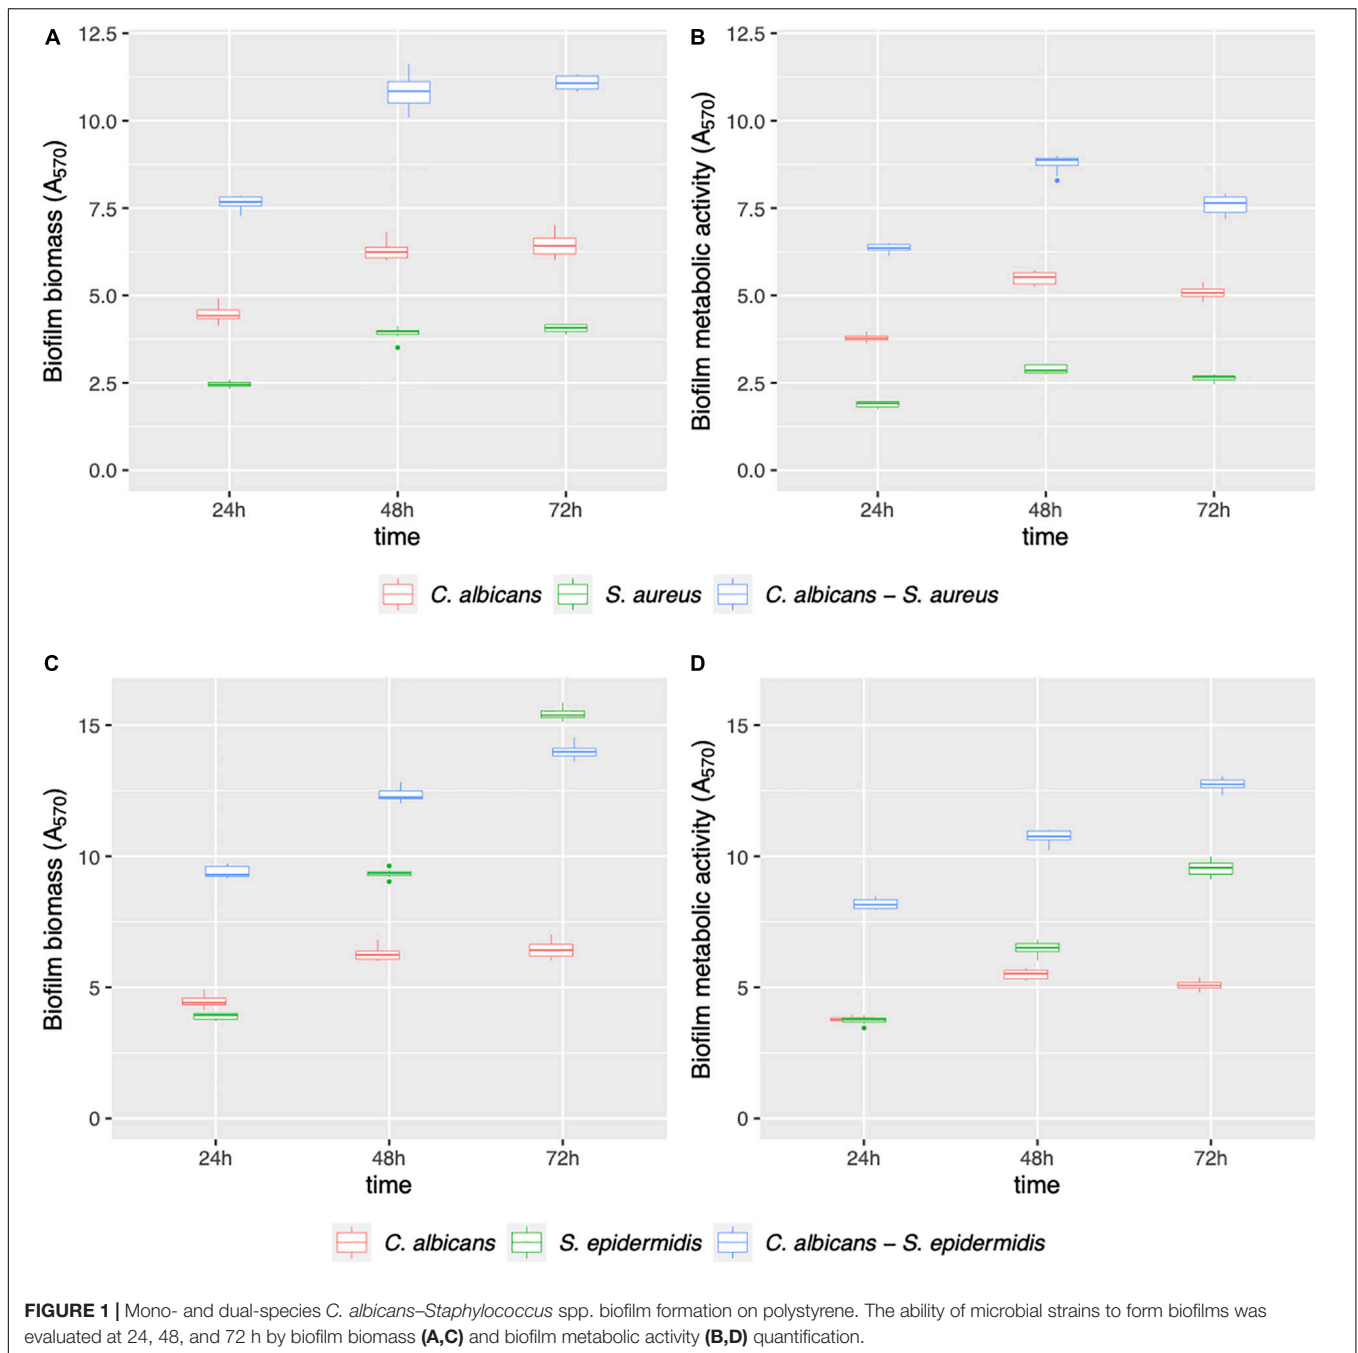 A
12.5
10.0
7.5
5.0
2.5
0.0
Biofilm biomass (A570)
24h 48h 72h
time
B
12.5
10.0
7.5
5.0
2.5
0.0
Biofilm metabolic activity (A570)
24h 48h 72h
time
C. albicans S. aureus C. albicans – S. aureus
C
15
10
5
0
Biofilm biomass (A570)
24h 48h 72h
time
D
15
10
5
0
Biofilm metabolic activity (A570)
24h 48h 72h
time
C. albicans S. epidermidis C. albicans – S. epidermidis
FIGURE 1 | Mono- and dual-species C. albicans–Staphylococcus spp. biofilm formation on polystyrene. The ability of microbial strains to form biofilms was
evaluated at 24, 48, and 72 h by biofilm biomass (A,C) and biofilm metabolic activity (B,D) quantification.